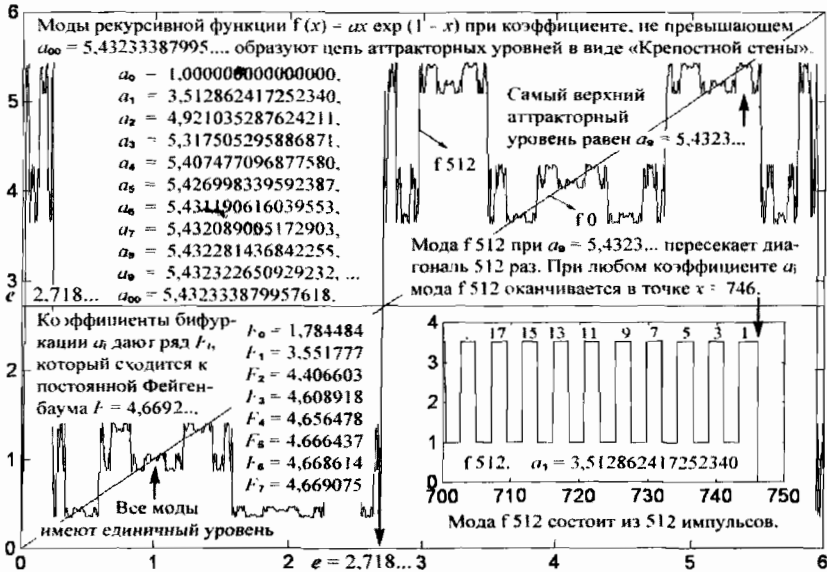 6
Моды рекурсивной функции f (x) = ax exp (1 - x) при коэффициенте, не превышающем
a₀₀ = 5,43233387995.... образуют цепь аттракторных уровней в виде «Крепостной стены».
a₀ = 1,000000000000000,
a₁ = 3,512862417252340,
a₂ = 4,921035287624211,
a₃ = 5,317505295886871,
a₄ = 5,407477096877580,
a₅ = 5,426998339592387,
a₆ = 5,431190616039553,
a₇ = 5,432089005172903,
a₈ = 5,432281436842255,
a₉ = 5,432322650929232, ...
a₀₀ = 5,432333879957618.
5
4
3
e 2,718...
Самый верхний
аттракторный
уровень равен a₉ = 5,4323...
f 512
f 0
Мода f 512 при a₉ = 5,4323... пересекает диа-
гональ 512 раз. При любом коэффициенте aᵢ
мода f 512 оканчивается в точке x = 746.
Коэффициенты бифур-
кации aᵢ дают ряд Fᵢ,
который сходится к
постоянной Фейген-
баума F = 4,6692...
F₀ = 1,784484
F₁ = 3,551777
F₂ = 4,406603
F₃ = 4,608918
F₄ = 4,656478
F₅ = 4,666437
F₆ = 4,668614
F₇ = 4,669075
2
1
0
Все моды
имеют единичный уровень
4
3
2
1
0
. 17 15 13 11 9 7 5 3 1
f 512. a₁ = 3,512862417252340
700 710 720 730 740 750
Мода f 512 состоит из 512 импульсов.
0 1 2 e = 2,718... 3 4 5 6